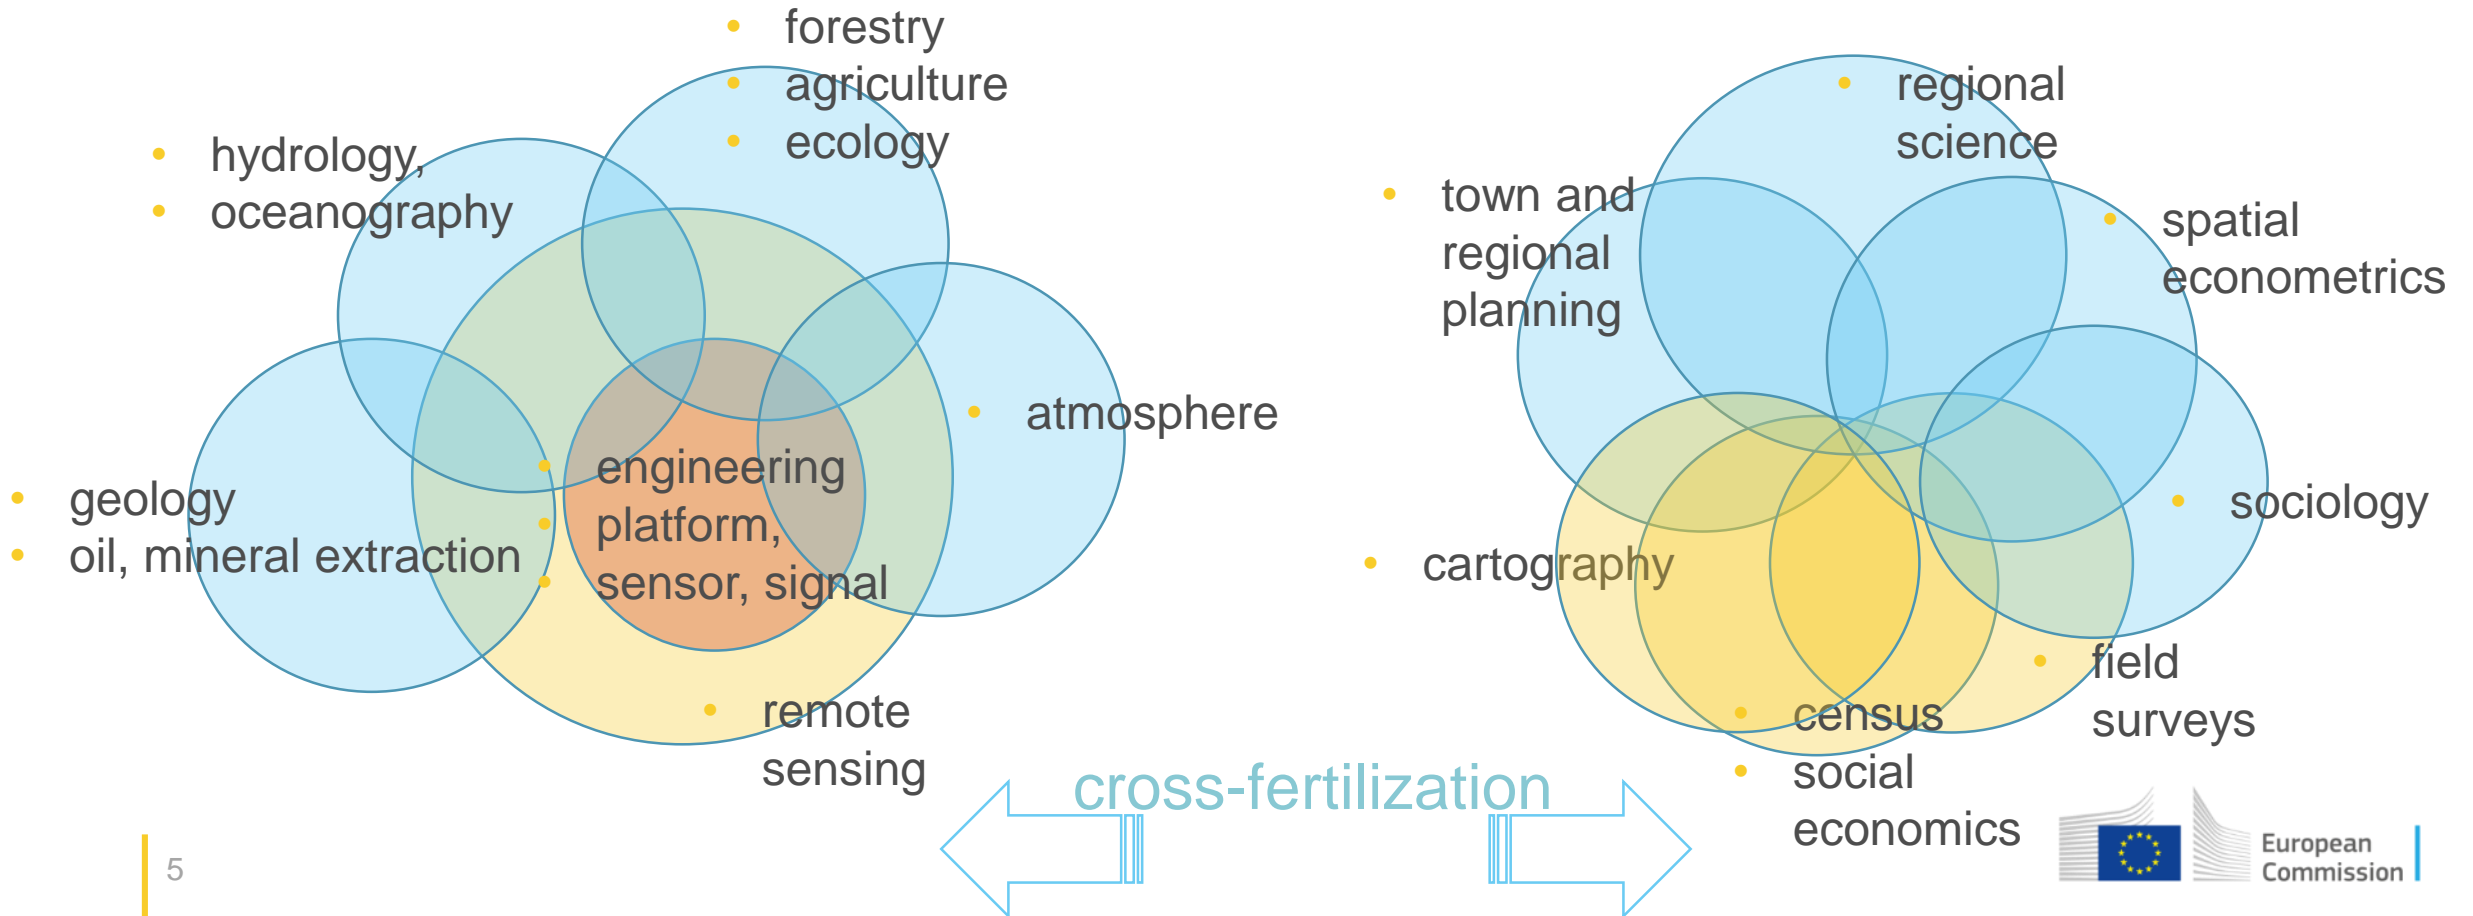 forestry
agriculture
ecology
hydrology,
oceanography
geology
oil, mineral extraction
engineering
platform,
sensor, signal
atmosphere
remote
sensing
regional
science
town and
regional
planning
spatial
econometrics
sociology
cartography
field
surveys
census
social
economics
cross-fertilization
European
Commission
5